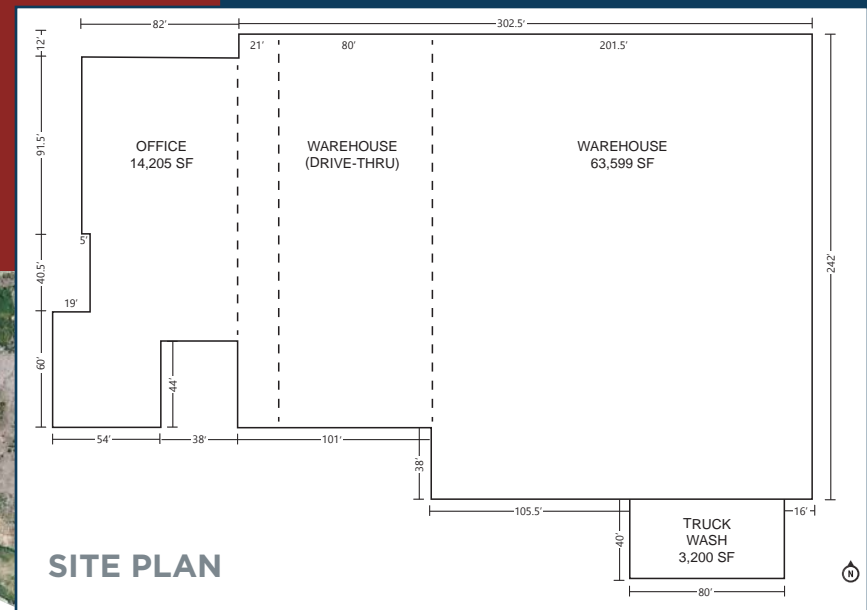 82'
302.5'
12'
21'
80'
201.5'
91.5'
OFFICE
14,205 SF
WAREHOUSE
(DRIVE-THRU)
WAREHOUSE
63,599 SF
5'
40.5'
242'
19'
60'
44'
54'
38'
101'
38'
105.5'
16'
TRUCK
WASH
3,200 SF
40'
80'
SITE PLAN
N